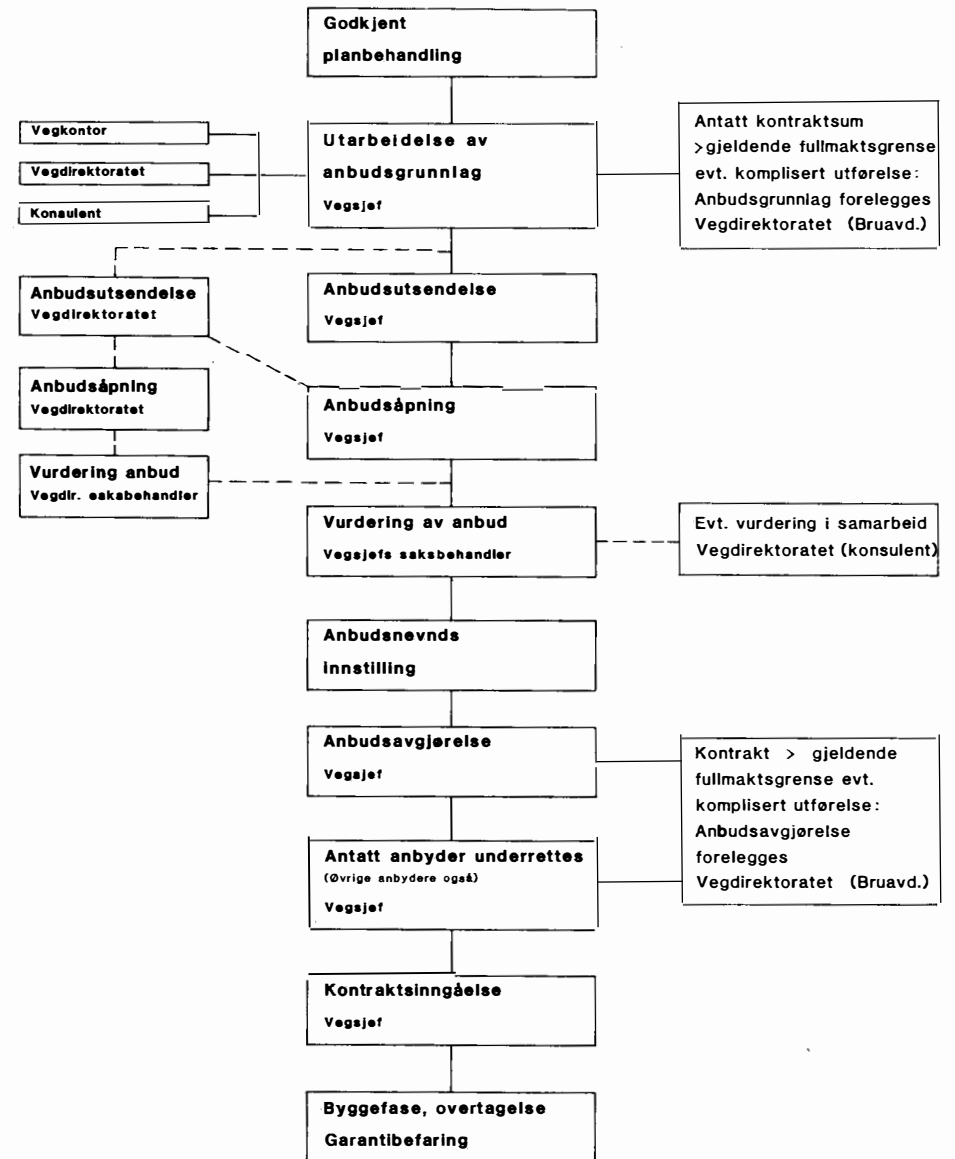 Godkjent
planbehandling
Vegkontor
Vegdirektoratet
Konsulent
Utarbeidelse av
anbudsgrunnlag
Vegsjef
Antatt kontraktsum
>gjeldende fullmaktsgrense
evt. komplisert utførelse:
Anbudsgrunnlag forelegges
Vegdirektoratet (Bruavd.)
Anbudsutsendelse
Vegdirektoratet
Anbudsutsendelse
Vegsjef
Anbudsåpning
Vegdirektoratet
Anbudsåpning
Vegsjef
Vurdering anbud
Vegdir. sakabehandler
Vurdering av anbud
Vegsjefs saksbehandler
Evt. vurdering i samarbeid
Vegdirektoratet (konsulent)
Anbudsnevnds
innstilling
Anbudsavgjørelse
Vegsjef
Kontrakt > gjeldende
fullmaktsgrense evt.
komplisert utførelse:
Anbudsavgjørelse
forelegges
Vegdirektoratet (Bruavd.)
Antatt anbyder underrettes
(Øvrige anbydere også)
Vegsjef
Kontraktsinngåelse
Vegsjef
Byggefase, overtagelse
Garantibefaring